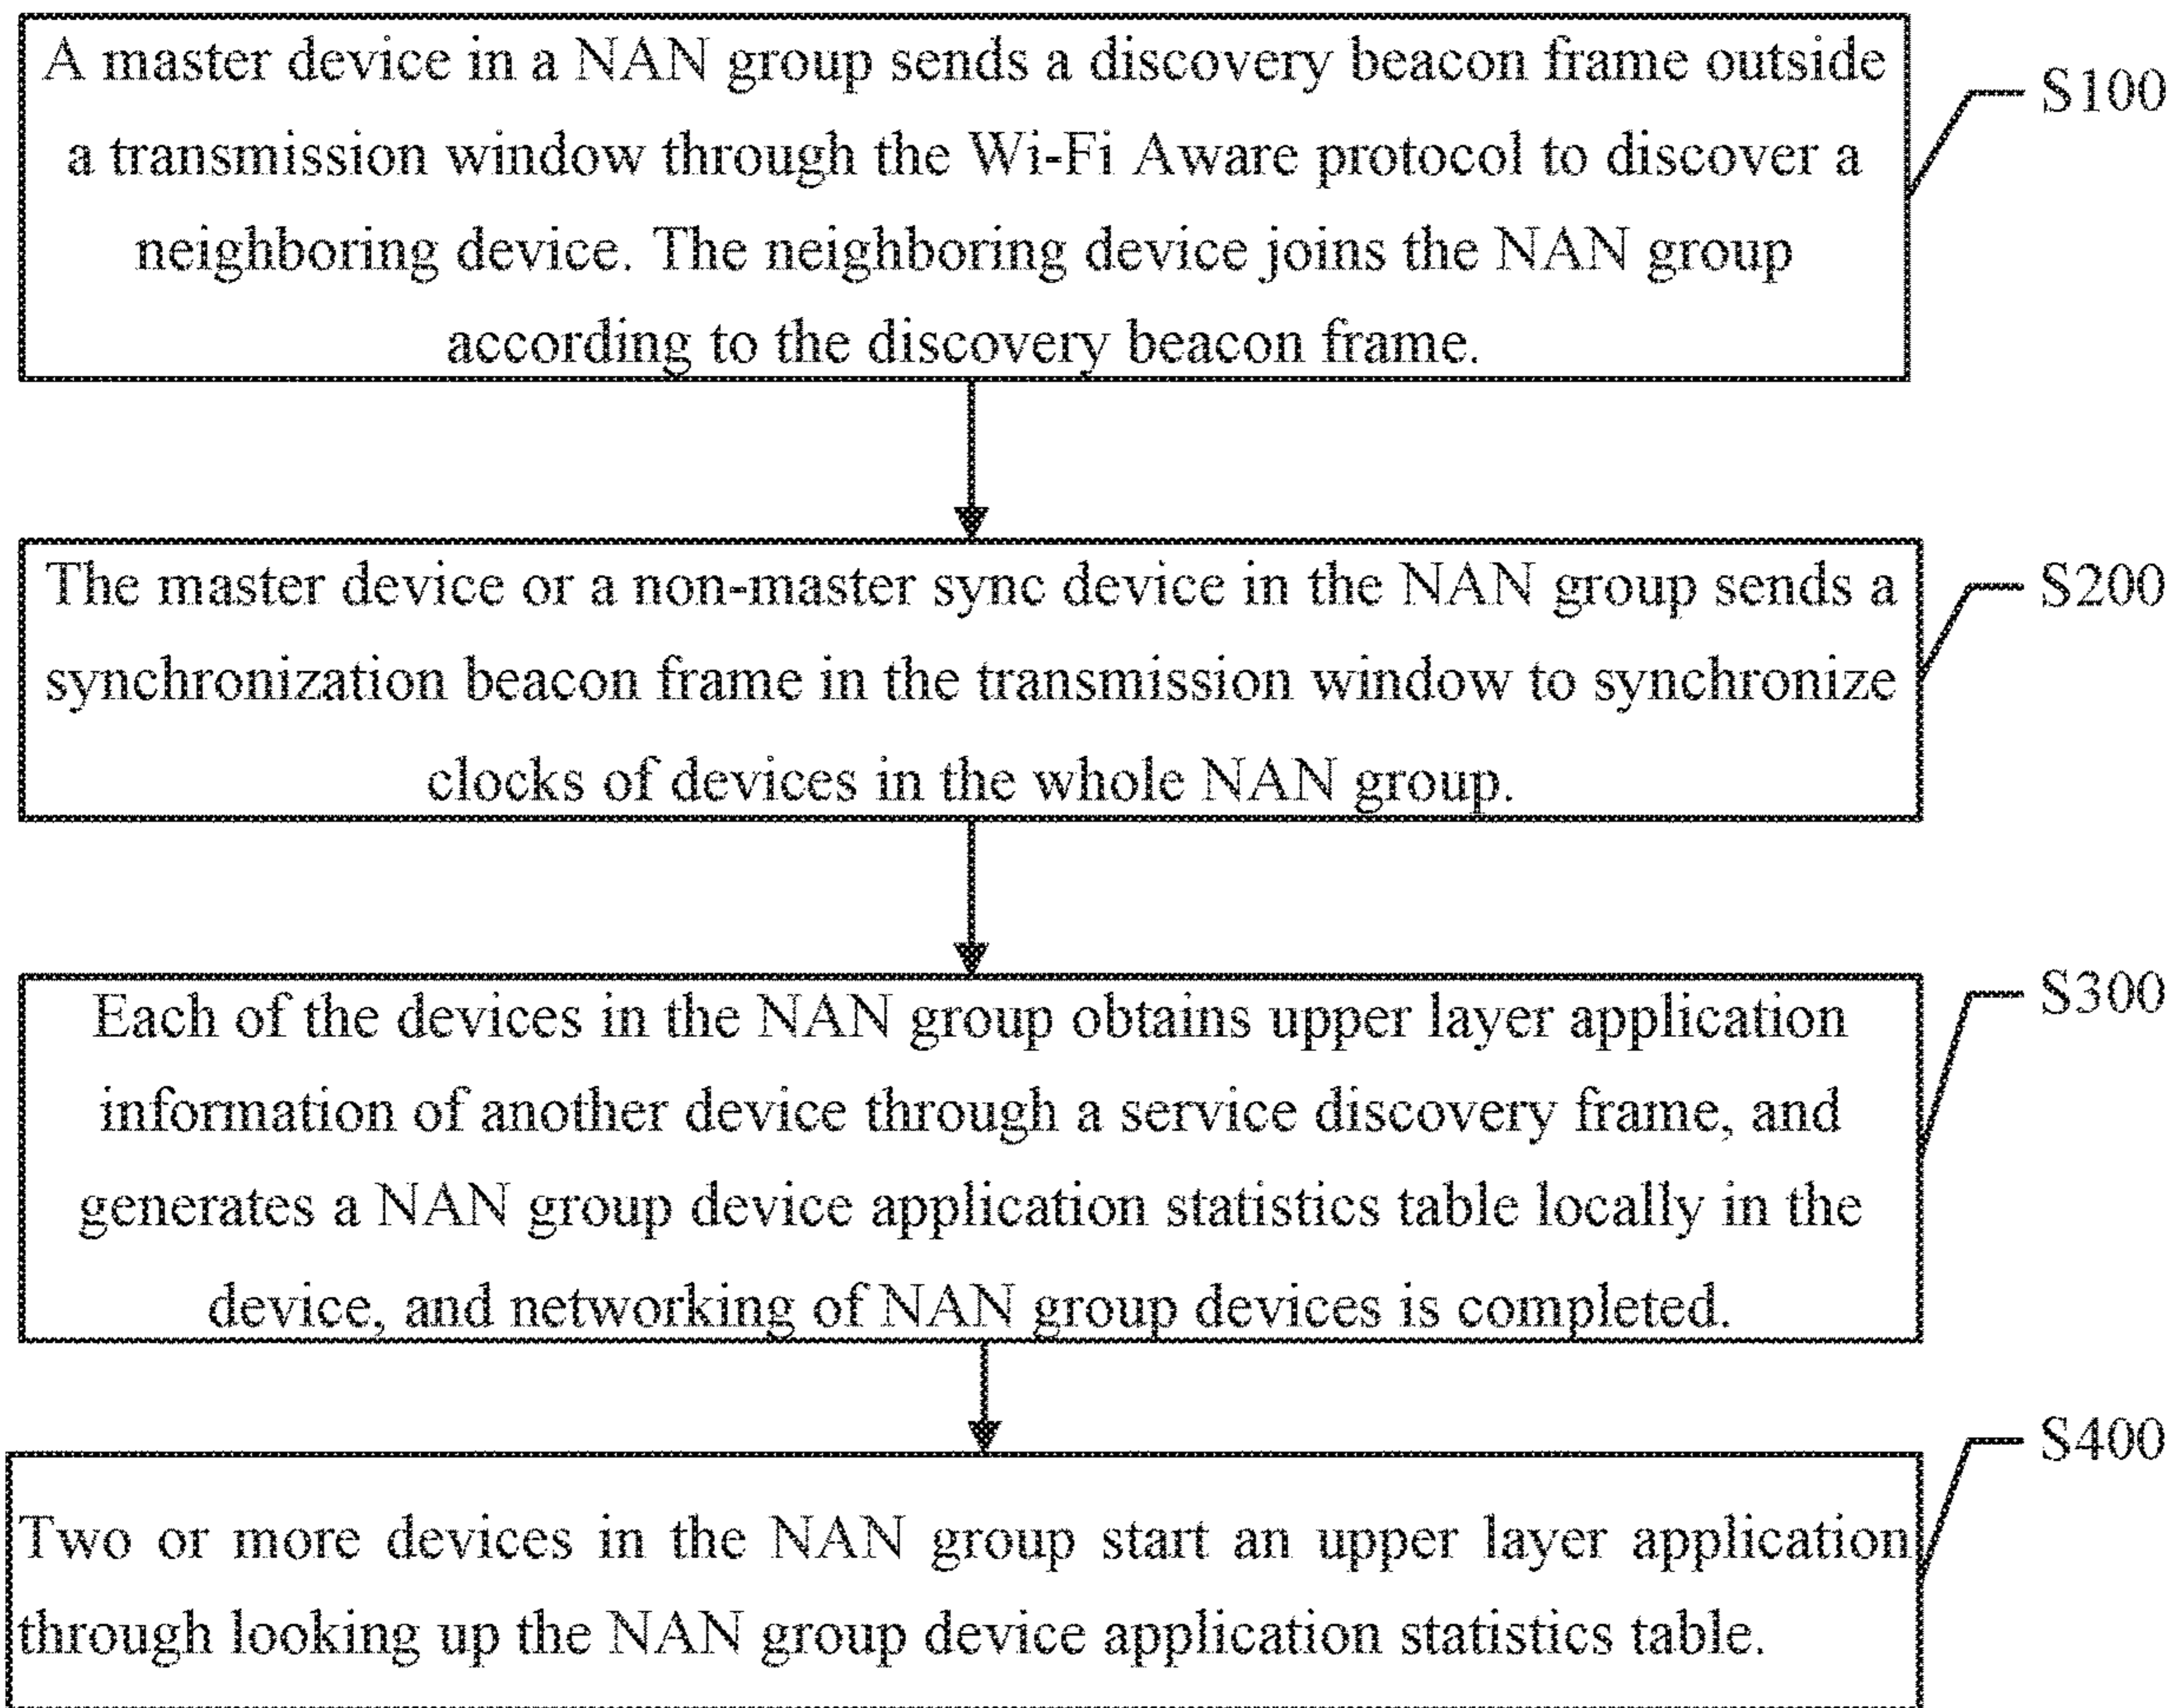 A master device in a NAN group sends a discovery beacon frame outside
S100
a transmission window through the Wi-Fi Aware protocol to discover a
neighboring device. The neighboring device joins the NAN group
according to the discovery beacon frame.
The master device or a non-master sync device in the NAN group sends a
S200
synchronization beacon frame in the transmission window to synchronize
clocks of devices in the whole NAN group.
Each of the devices in the NAN group obtains upper layer application
S300
information of another device through a service discovery frame, and
generates a NAN group device application statistics table locally in the
device, and networking of NAN group devices is completed.
S400
Two or more devices in the NAN group start an upper layer application
through looking up the NAN group device application statistics table.